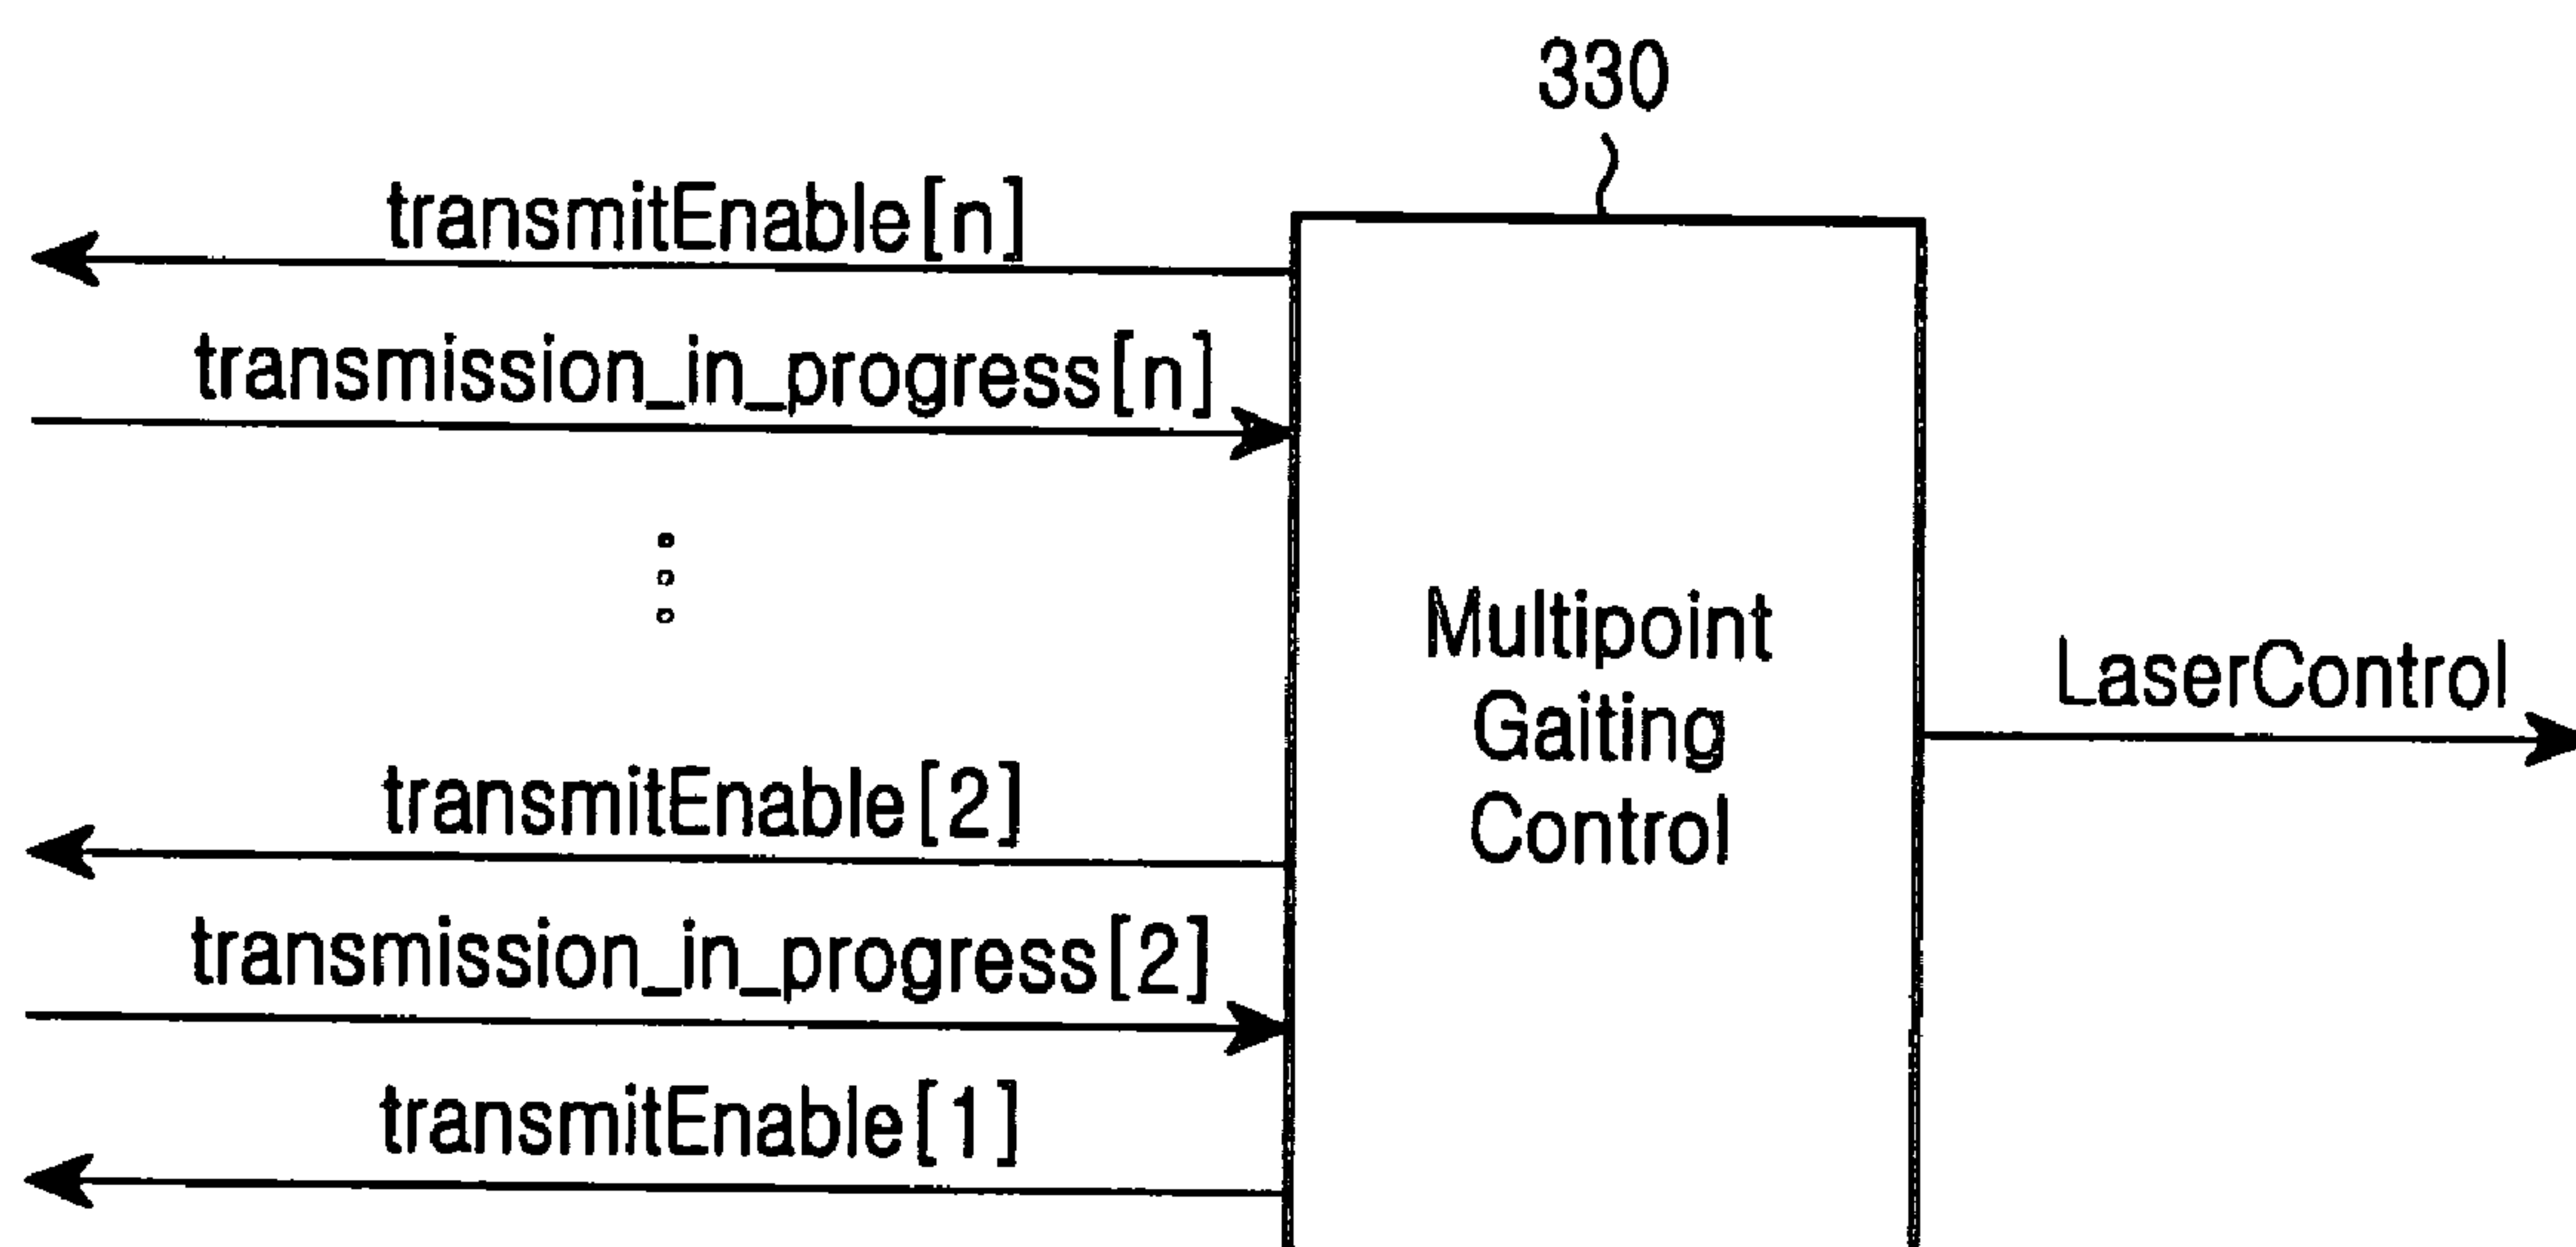 330
transmitEnable[n]
transmission_in_progress[n]
Multipoint
Gaiting
Control
LaserControl
transmitEnable[2]
transmission_in_progress[2]
transmitEnable[1]